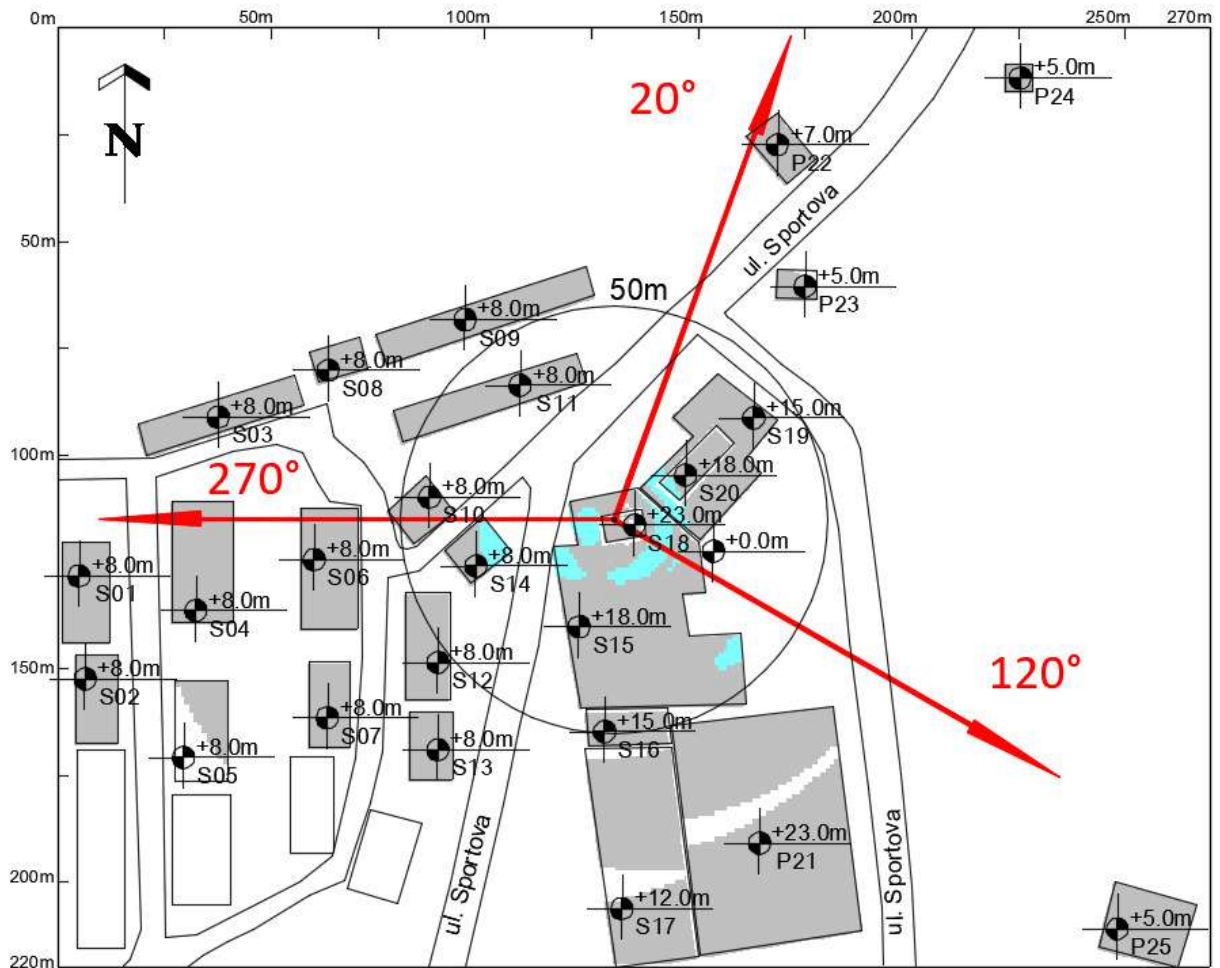 0m 50m 100m 150m 200m 250m 270m
+5.0m
P24
20°
N
+7.0m
P22
ul. Sportova
50m
+5.0m
P23
50m
+8.0m
S09
+8.0m
S08
+8.0m
S11
+8.0m
S03
+15.0m
S19
100m
270°
+18.0m
S20
+8.0m
S10
+23.0m
S18
+0.0m
+8.0m
S14
+8.0m
S06
+8.0m
S01
+8.0m
S04
+18.0m
S15
120°
150m
+8.0m
S12
+8.0m
S02
+8.0m
S07
+15.0m
S16
+8.0m
S13
+8.0m
S05
+23.0m
P21
200m
ul. Sportova
+12.0m
S17
ul. Sportova
+5.0m
P25
220m